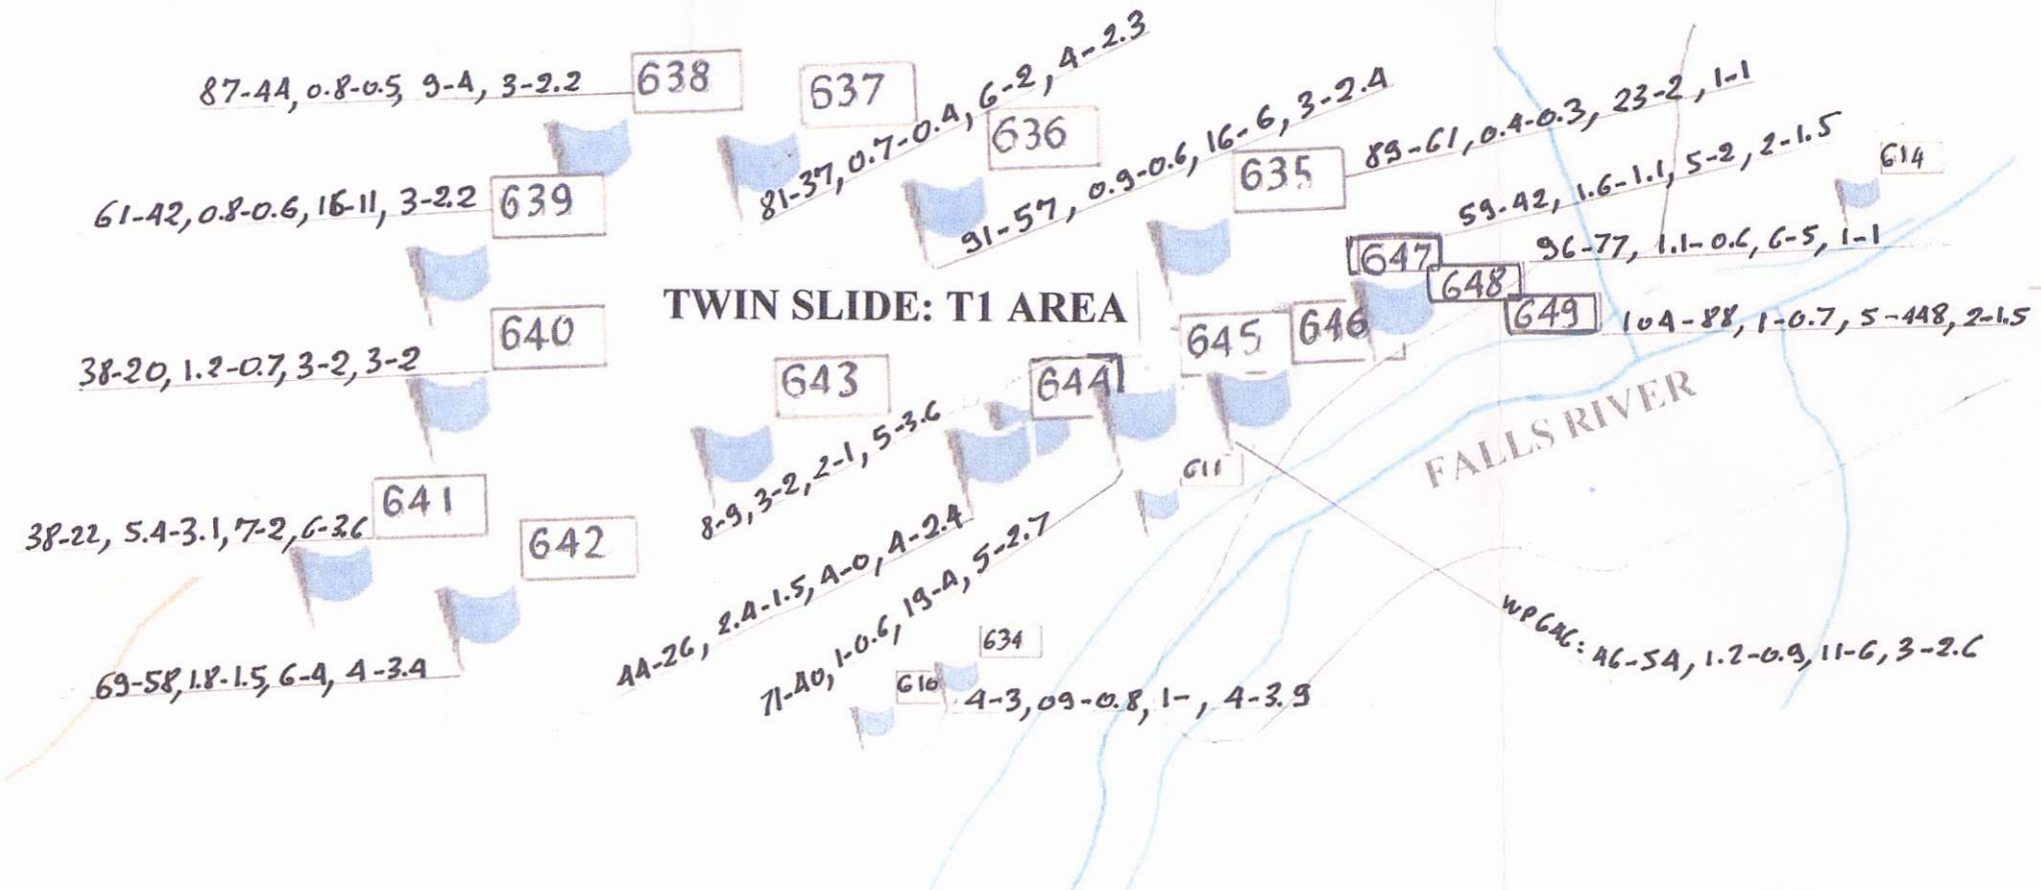 87-44, 0.8-0.5, 9-4, 3-2.2
638
637
81-37, 0.7-0.4, 6-2, 4-2.3
636
91-57, 0.9-0.6, 16-6, 3-2.4
635
89-61, 0.4-0.3, 23-2, 1-1
59-42, 1.6-1.1, 5-2, 2-1.5
614
61-42, 0.8-0.6, 16-11, 3-2.2
639
647
96-77, 1.1-0.6, 6-5, 1-1
648
649
104-88, 1-0.7, 5-448, 2-1.5
TWIN SLIDE: T1 AREA
640
38-20, 1.2-0.7, 3-2, 3-2
645
646
643
644
8-9, 3-2, 2-1, 5-3.6
FALLS RIVER
611
641
38-22, 5.4-3.1, 7-2, 6-3.6
642
44-26, 2.4-1.5, 4-0, 4-2.4
71-40, 1-0.6, 19-4, 5-2.7
WP646: 46-54, 1.2-0.9, 11-6, 3-2.6
69-58, 1.8-1.5, 6-4, 4-3.4
634
610
4-3, 09-0.8, 1- , 4-3.9